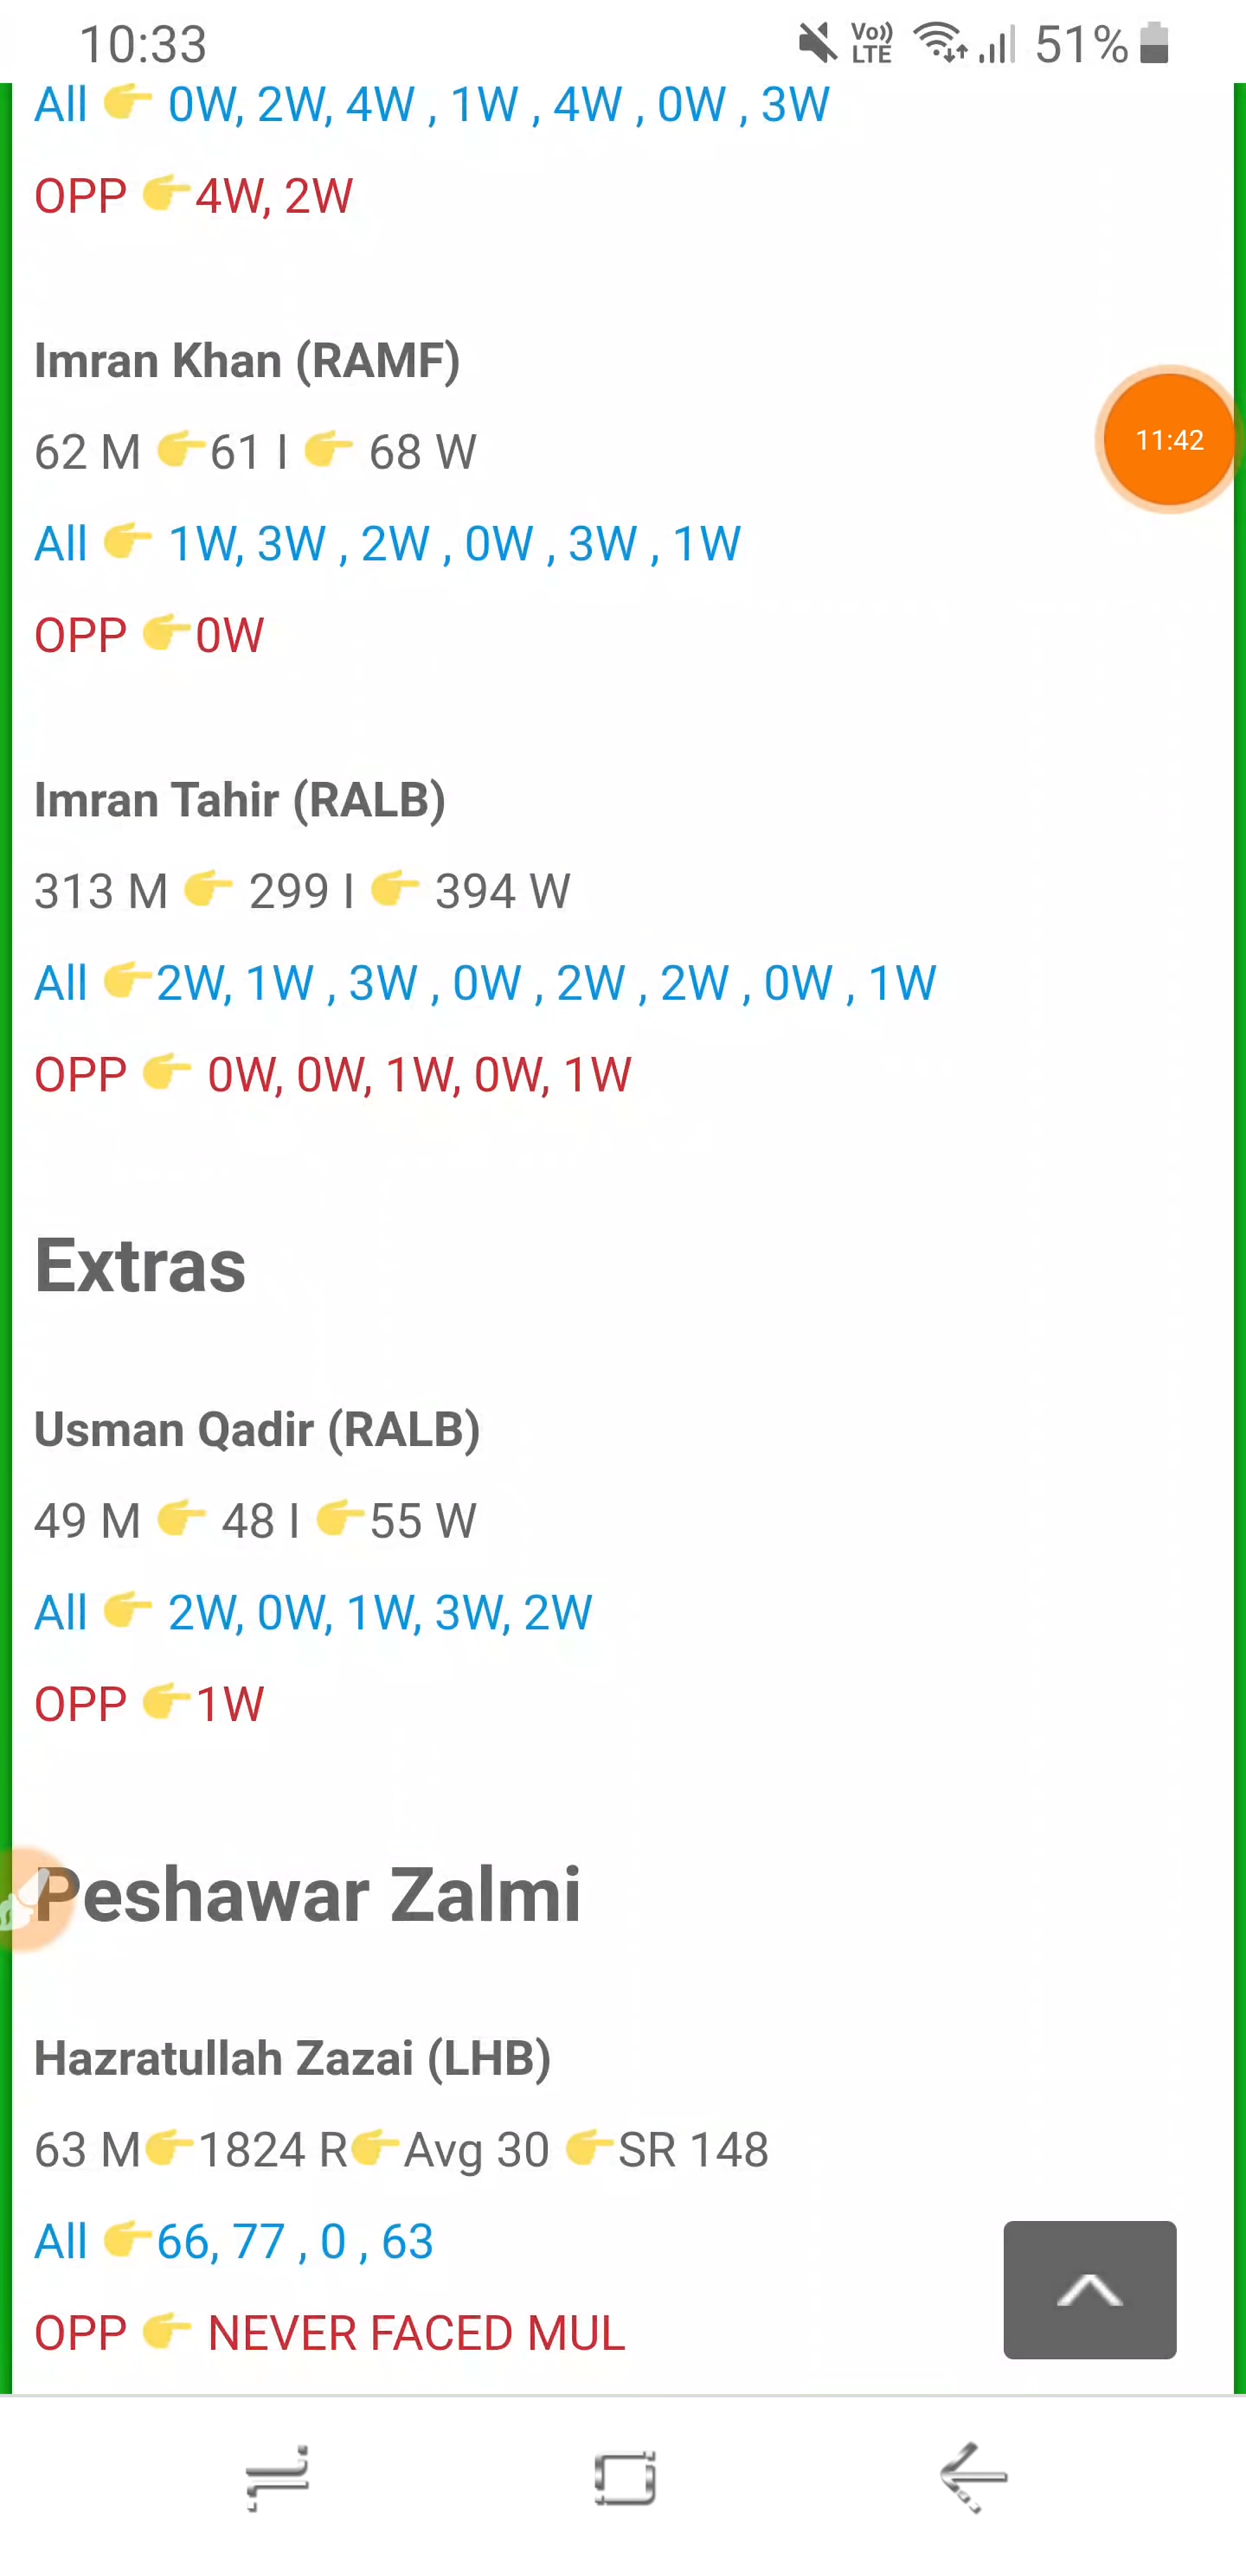 10:33 Vo)) LTE 51%
All 👉 0W, 2W, 4W , 1W , 4W , 0W , 3W
OPP 👉4W, 2W
Imran Khan (RAMF)
11:42
62 M 👉61 I 👉 68 W
All 👉 1W, 3W , 2W , 0W , 3W , 1W
OPP 👉0W
Imran Tahir (RALB)
313 M 👉 299 I 👉 394 W
All 👉2W, 1W , 3W , 0W , 2W , 2W , 0W , 1W
OPP 👉 0W, 0W, 1W, 0W, 1W
Extras
Usman Qadir (RALB)
49 M 👉 48 I 👉55 W
All 👉 2W, 0W, 1W, 3W, 2W
OPP 👉1W
Peshawar Zalmi
Hazratullah Zazai (LHB)
63 M👉1824 R👉Avg 30 👉SR 148
All 👉66, 77 , 0 , 63
OPP 👉 NEVER FACED MUL